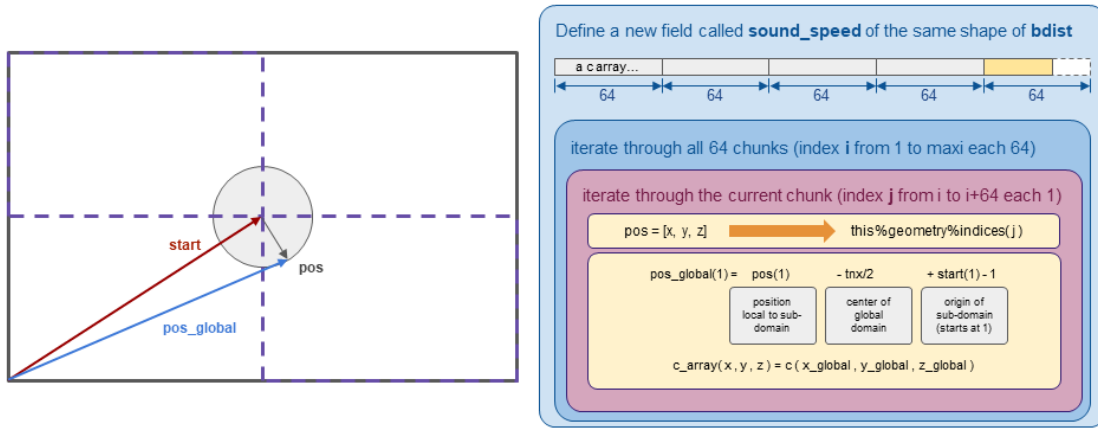 start
pos
pos_global
Define a new field called sound_speed of the same shape of bdist
a c array...
64 64 64 64 64
iterate through all 64 chunks (index i from 1 to maxi each 64)
iterate through the current chunk (index j from i to i+64 each 1)
pos = [x, y, z] this%geometry%indices( j )
pos_global(1) = pos(1) - tnx/2 + start(1) - 1
position
local to sub-
domain
center of
global
domain
origin of
sub-domain
(starts at 1)
c_array( x , y , z ) = c ( x_global , y_global , z_global )